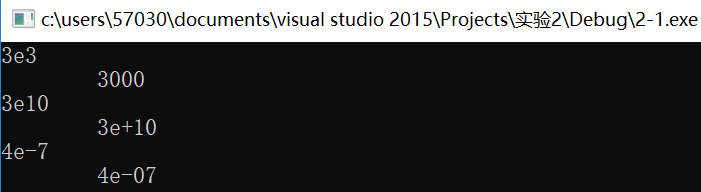 c:\users\57030\documents\visual studio 2015\Projects\实验2\Debug\2-1.exe
3e3
3000
3e10
3e+10
4e-7
4e-07